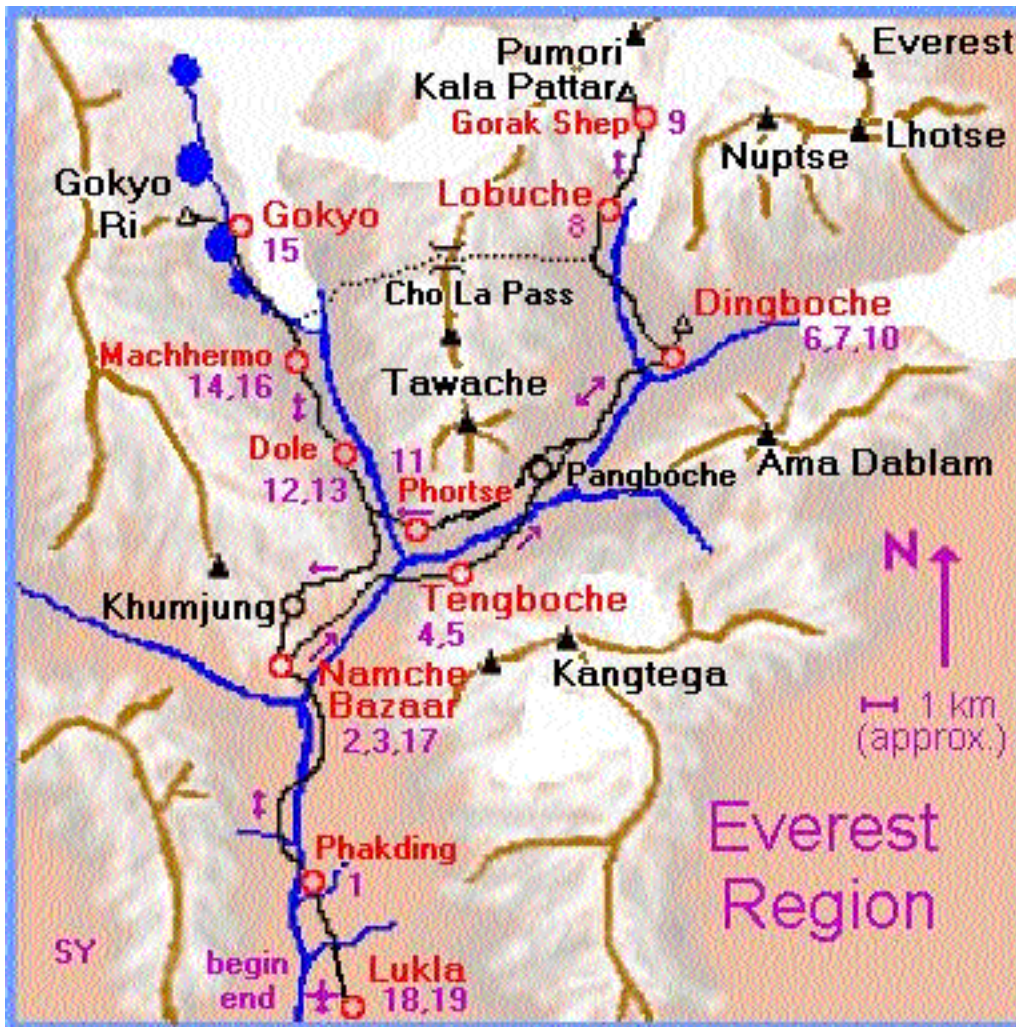 Pumori
Everest
Kala Pattar
Gorak Shep 9
Nuptse
Lhotse
Gokyo
Ri
Gokyo
15
Lobuche
8
Cho La Pass
Dingboche
6,7,10
Machhermo
14,16
Tawache
Dole
12,13
11
Phortse
Pangboche
Ama Dablam
N
Khumjung
Tengboche
4,5
Kangtega
Namche
Bazaar
2,3,17
1 km
(approx.)
Everest
Region
Phakding
1
SY
begin
end
Lukla
18,19